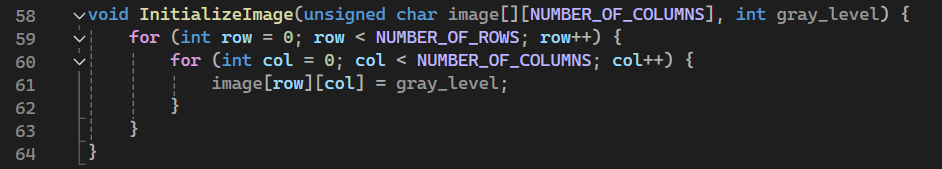 58 void InitializeImage(unsigned char image[][NUMBER_OF_COLUMNS], int gray_level) {
59 for (int row = 0; row < NUMBER_OF_ROWS; row++) {
60 for (int col = 0; col < NUMBER_OF_COLUMNS; col++) {
61 image[row][col] = gray_level;
62 }
63 }
64 }